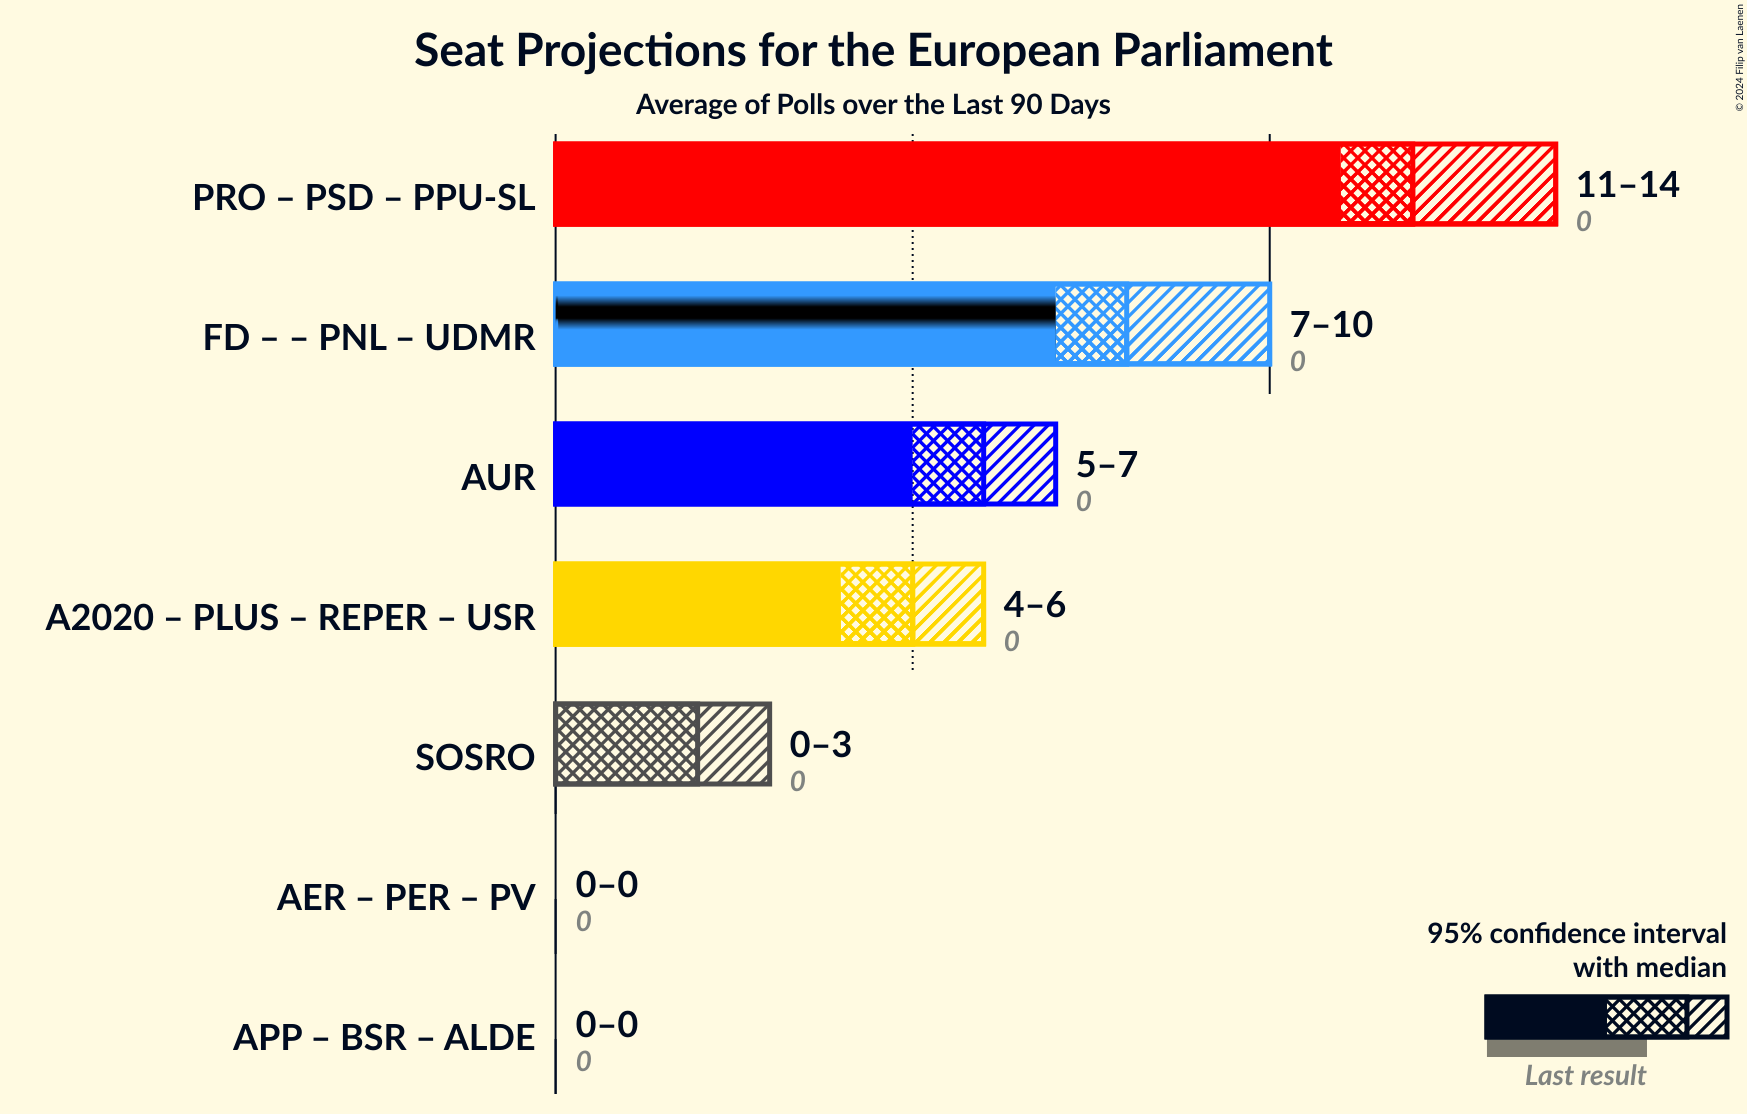 Seat Projections for the European Parliament
Average of Polls over the Last 90 Days
© 2024 Filip van Laenen
PRO – PSD – PPU-SL
11–14
0
FD – – PNL – UDMR
7–10
0
AUR
5–7
0
A2020 – PLUS – REPER – USR
4–6
0
SOSRO
0–3
0
AER – PER – PV
0–0
0
APP – BSR – ALDE
0–0
0
95% confidence interval
with median
Last result